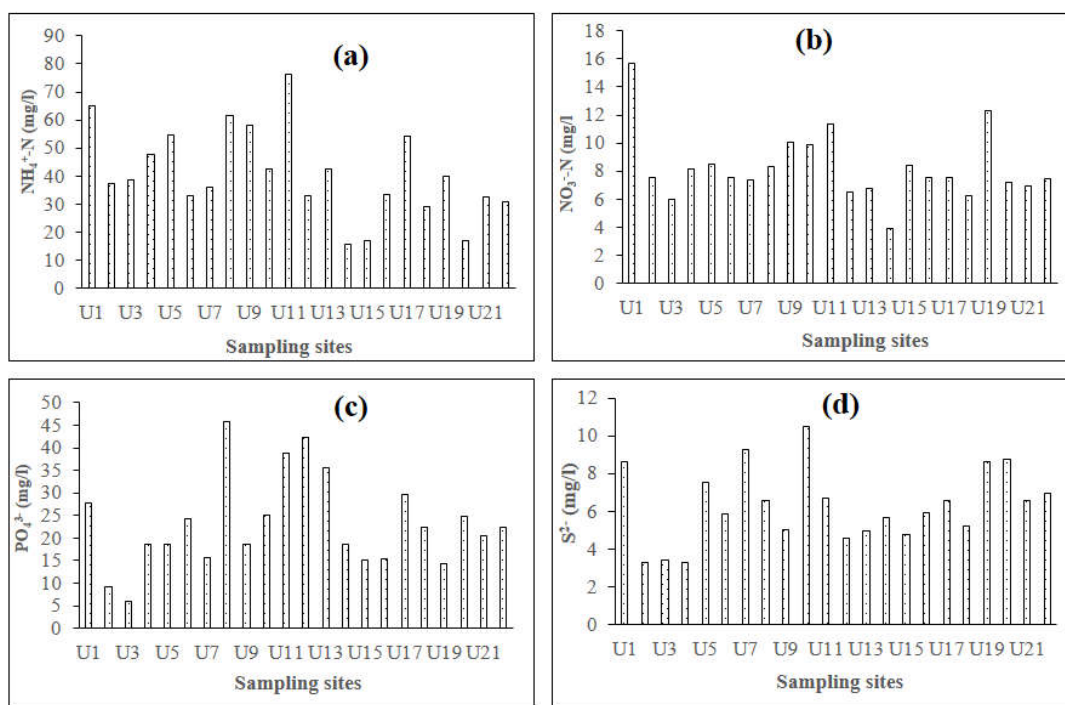 (a)
NH₄⁺-N (mg/l)
90
80
70
60
50
40
30
20
10
0
U1 U3 U5 U7 U9 U11 U13 U15 U17 U19 U21
Sampling sites
(b)
NO₃⁻-N (mg/l
18
16
14
12
10
8
6
4
2
0
U1 U3 U5 U7 U9 U11 U13 U15 U17 U19 U21
Sampling sites
(c)
PO₄³⁻ (mg/l)
50
45
40
35
30
25
20
15
10
5
0
U1 U3 U5 U7 U9 U11 U13 U15 U17 U19 U21
Sampling sites
(d)
S²⁻ (mg/l)
12
10
8
6
4
2
0
U1 U3 U5 U7 U9 U11 U13 U15 U17 U19 U21
Sampling sites